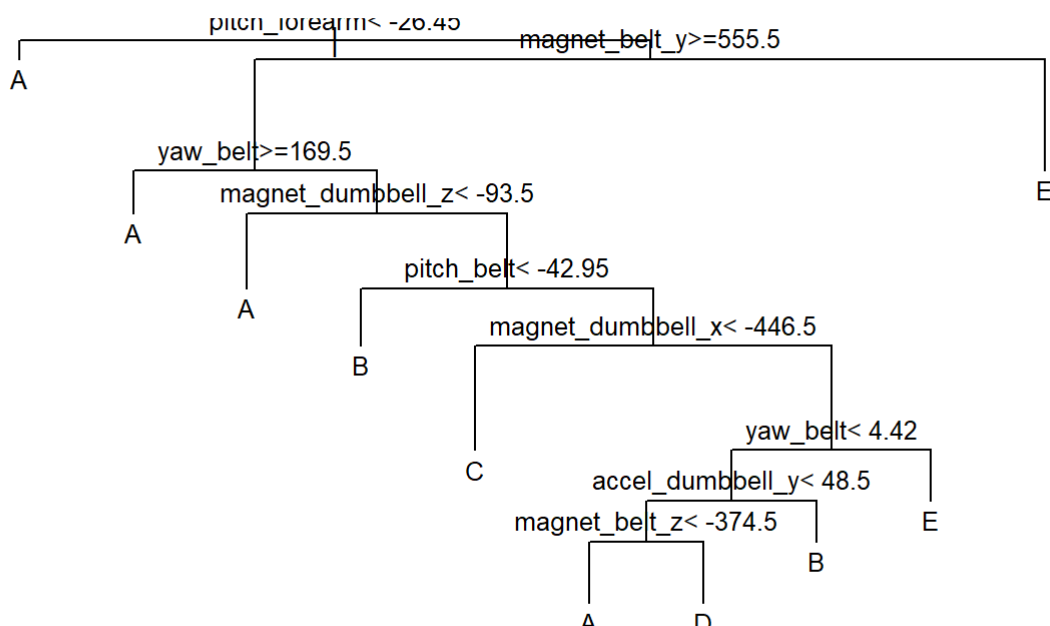 pitch_forearm< -26.45
magnet_belt_y>=555.5
A
yaw_belt>=169.5
E
magnet_dumbbell_z< -93.5
A
pitch_belt< -42.95
A
magnet_dumbbell_x< -446.5
B
yaw_belt< 4.42
C
accel_dumbbell_y< 48.5
magnet_belt_z< -374.5
E
B
A
D